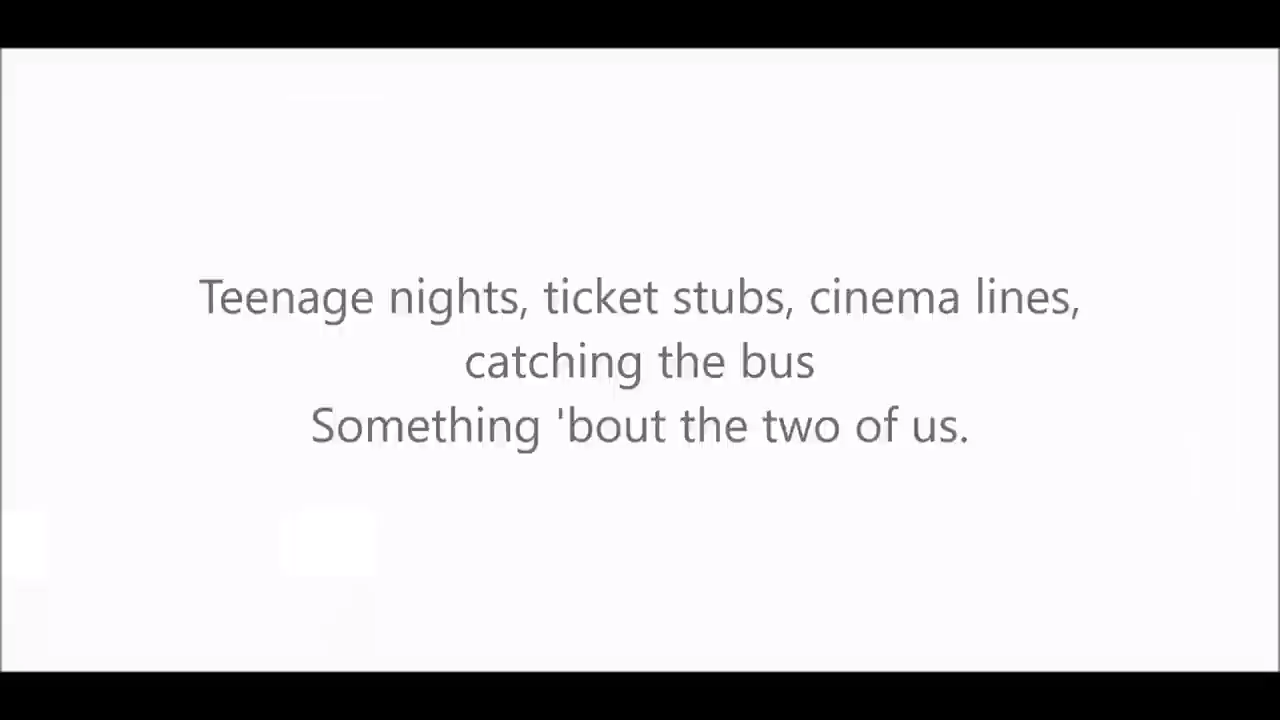 Teenage nights, ticket stubs, cinema lines,
catching the bus
Something 'bout the two of us.